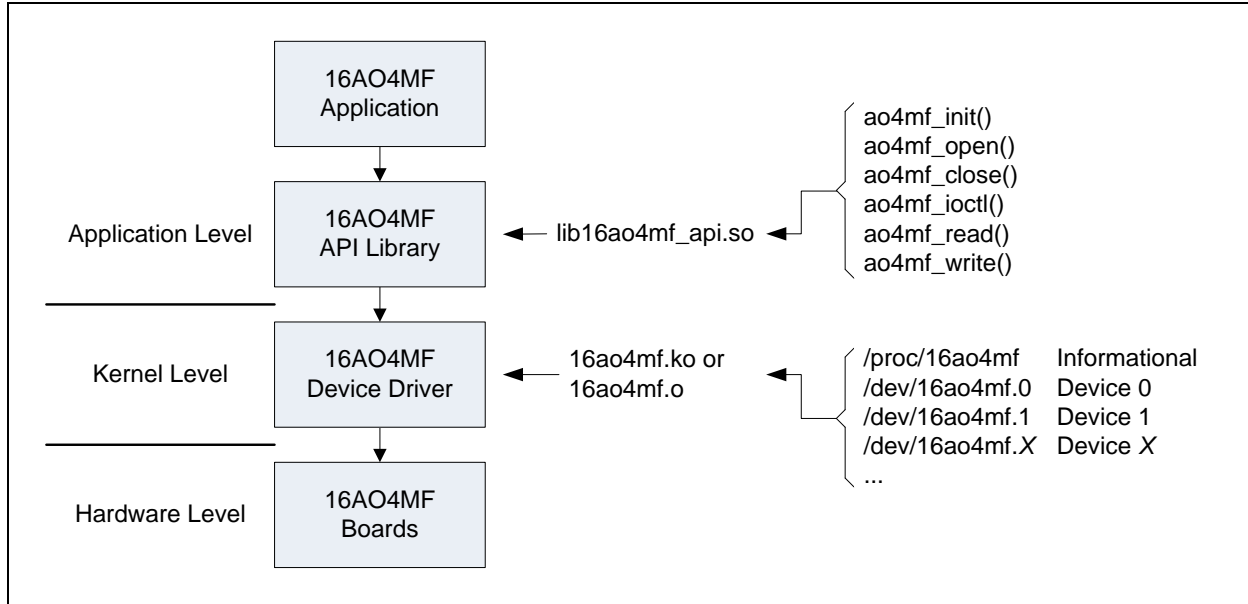 16AO4MF
Application
Application Level
16AO4MF
API Library
lib16ao4mf_api.so
ao4mf_init()
ao4mf_open()
ao4mf_close()
ao4mf_ioctl()
ao4mf_read()
ao4mf_write()
Kernel Level
16AO4MF
Device Driver
16ao4mf.ko or
16ao4mf.o
/proc/16ao4mf Informational
/dev/16ao4mf.0 Device 0
/dev/16ao4mf.1 Device 1
/dev/16ao4mf.X Device X
...
Hardware Level
16AO4MF
Boards